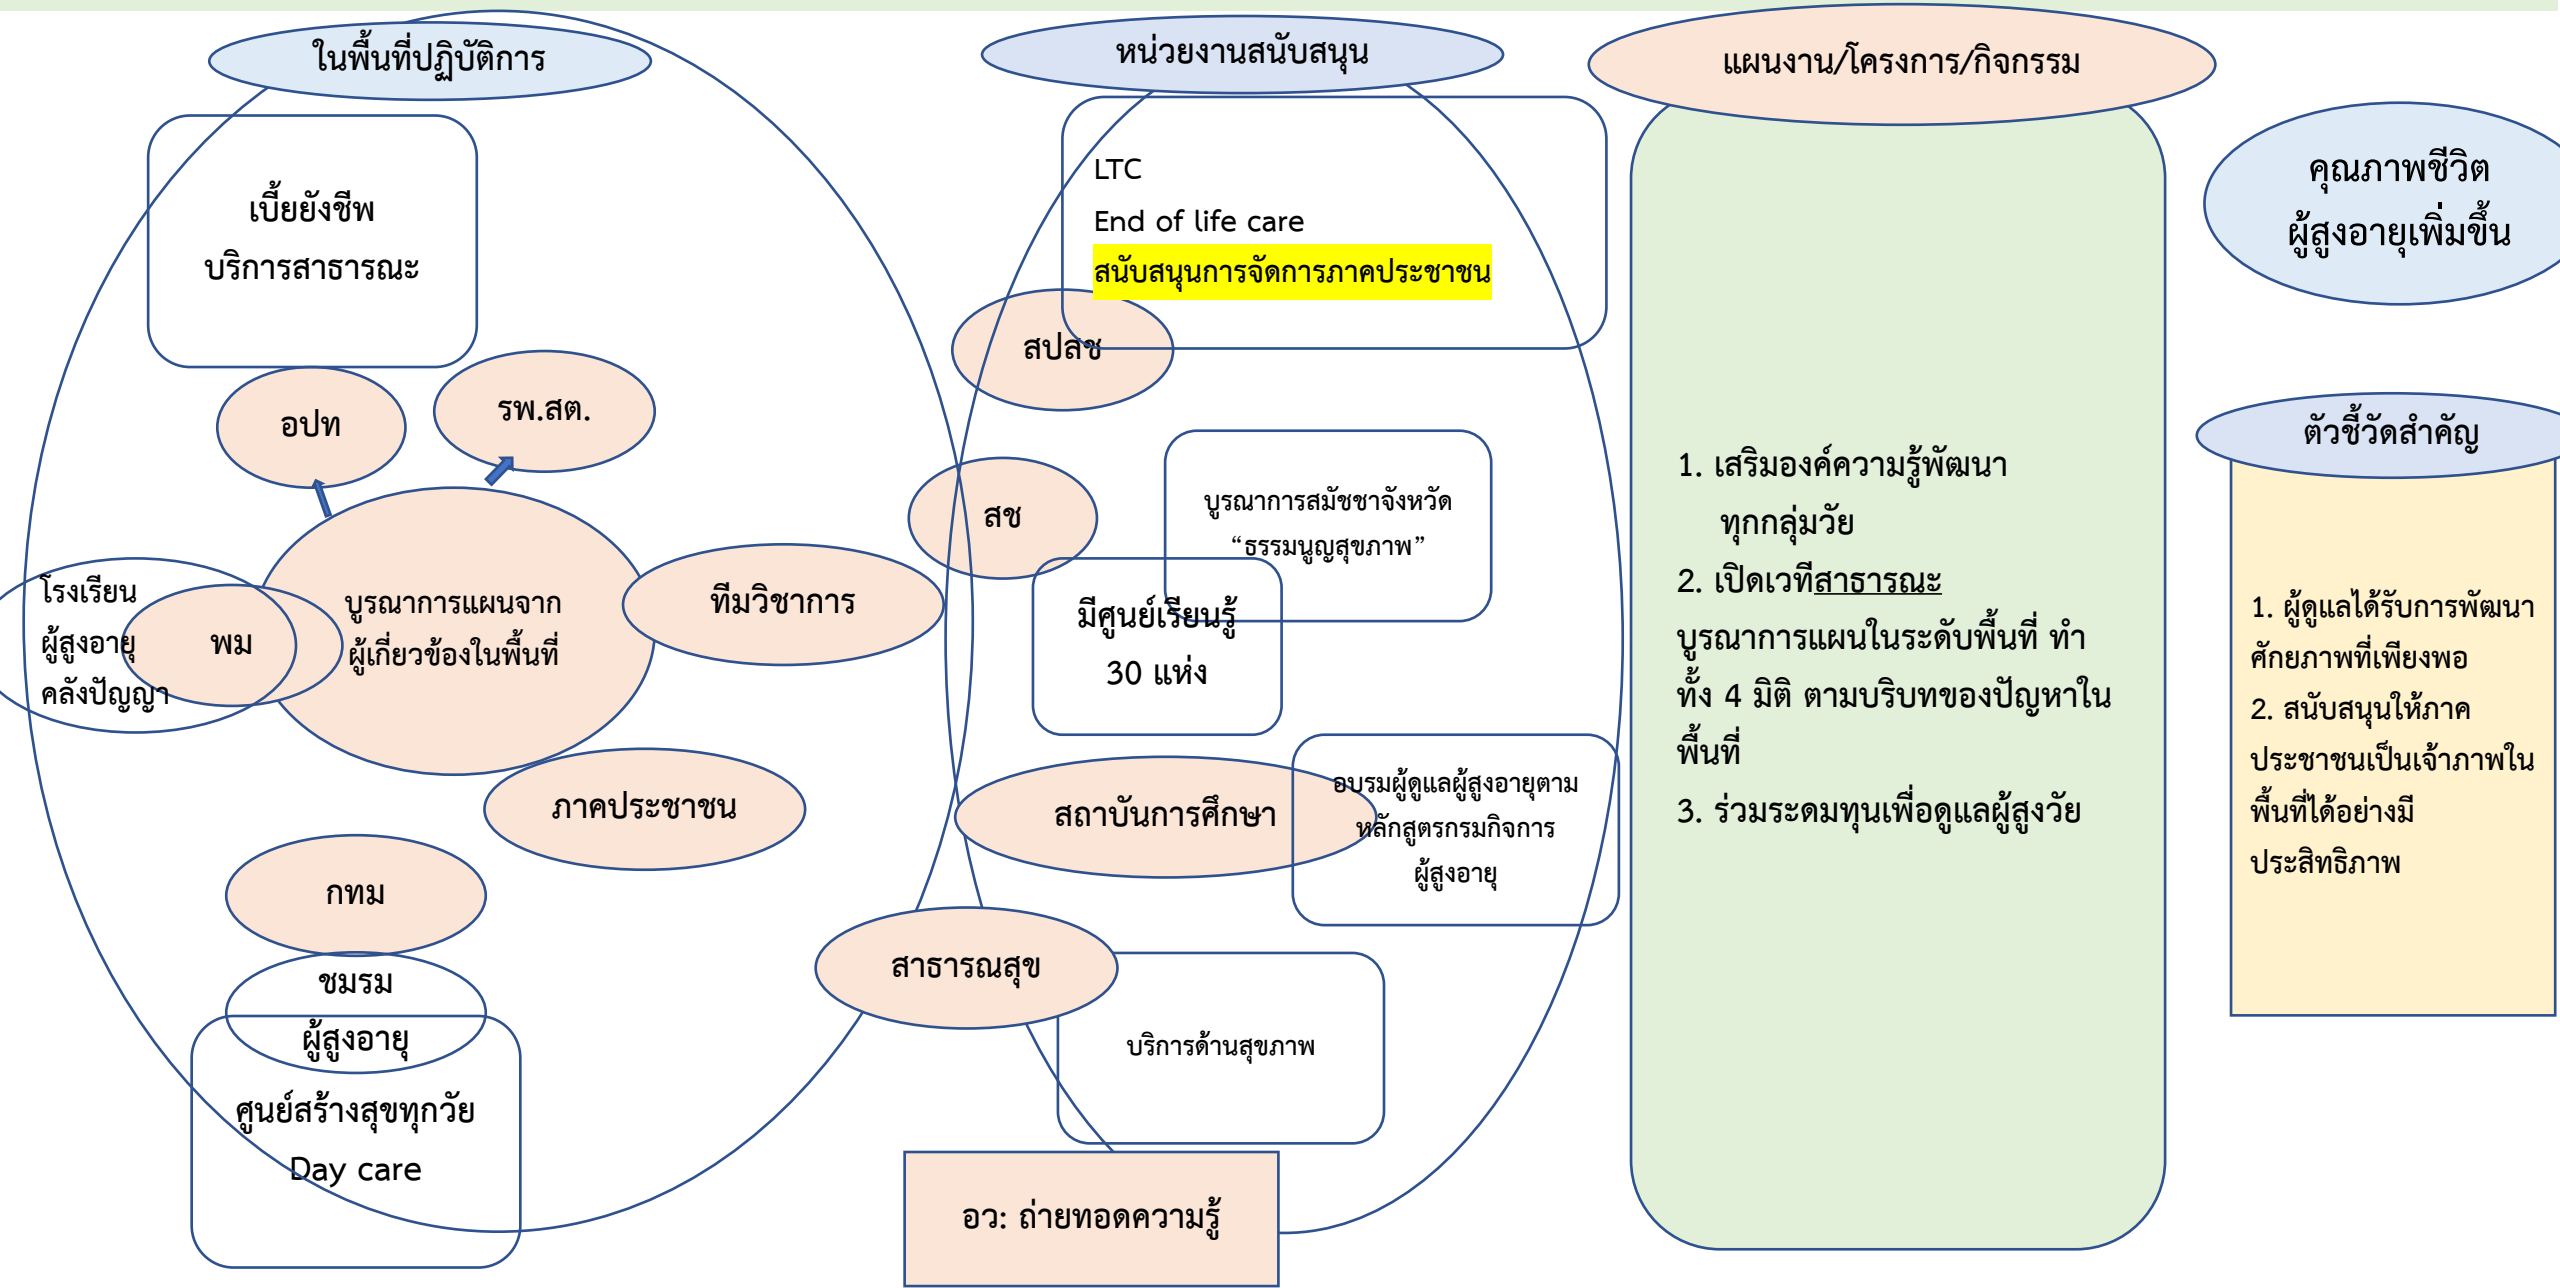 ในพื้นที่ปฏิบัติการ
เบี้ยยังชีพ
บริการสาธารณะ
อปท
รพ.สต.
โรงเรียน
ผู้สูงอายุ
คลังปัญญา
พม
บูรณาการแผนจาก
ผู้เกี่ยวข้องในพื้นที่
ทีมวิชาการ
ภาคประชาชน
กทม
ชมรม
ผู้สูงอายุ
ศูนย์สร้างสุขทุกวัย
Day care
หน่วยงานสนับสนุน
LTC
End of life care
สนับสนุนการจัดการภาคประชาชน
สปสช
สช
บูรณาการสมัชชาจังหวัด
“ธรรมนูญสุขภาพ”
มีศูนย์เรียนรู้
30 แห่ง
สถาบันการศึกษา
อบรมผู้ดูแลผู้สูงอายุตาม
หลักสูตรกรมกิจการ
ผู้สูงอายุ
สาธารณสุข
บริการด้านสุขภาพ
อว: ถ่ายทอดความรู้
แผนงาน/โครงการ/กิจกรรม
1. เสริมองค์ความรู้พัฒนา
ทุกกลุ่มวัย
2. เปิดเวทีสาธารณะ
บูรณาการแผนในระดับพื้นที่ ทำ
ทั้ง 4 มิติ ตามบริบทของปัญหาใน
พื้นที่
3. ร่วมระดมทุนเพื่อดูแลผู้สูงวัย
คุณภาพชีวิต
ผู้สูงอายุเพิ่มขึ้น
ตัวชี้วัดสำคัญ
1. ผู้ดูแลได้รับการพัฒนา
ศักยภาพที่เพียงพอ
2. สนับสนุนให้ภาค
ประชาชนเป็นเจ้าภาพใน
พื้นที่ได้อย่างมี
ประสิทธิภาพ